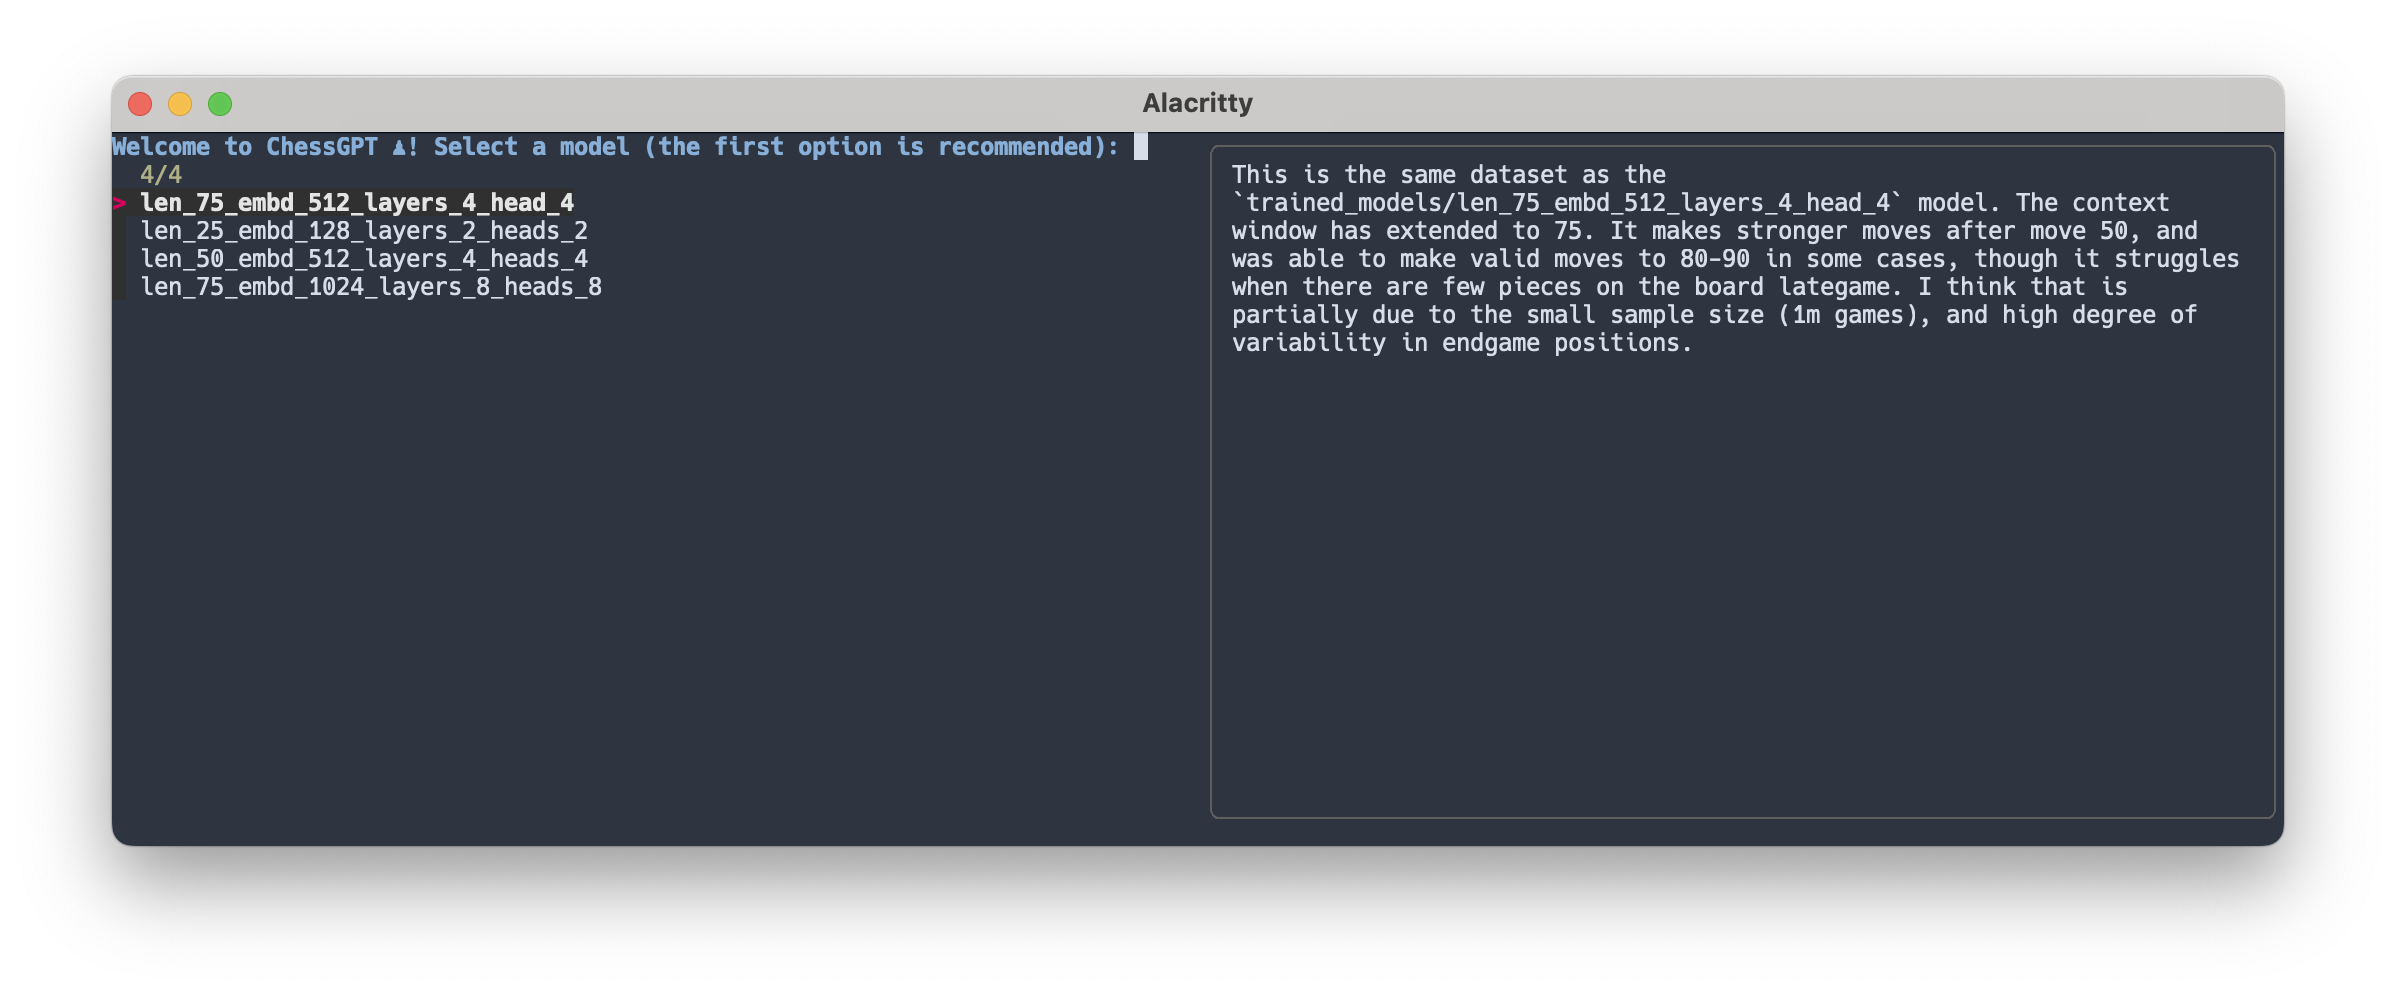 Alacritty
Welcome to ChessGPT ♟! Select a model (the first option is recommended):
4/4
> len_75_embd_512_layers_4_head_4
len_25_embd_128_layers_2_heads_2
len_50_embd_512_layers_4_heads_4
len_75_embd_1024_layers_8_heads_8
This is the same dataset as the
`trained_models/len_75_embd_512_layers_4_head_4` model. The context
window has extended to 75. It makes stronger moves after move 50, and
was able to make valid moves to 80-90 in some cases, though it struggles
when there are few pieces on the board lategame. I think that is
partially due to the small sample size (1m games), and high degree of
variability in endgame positions.